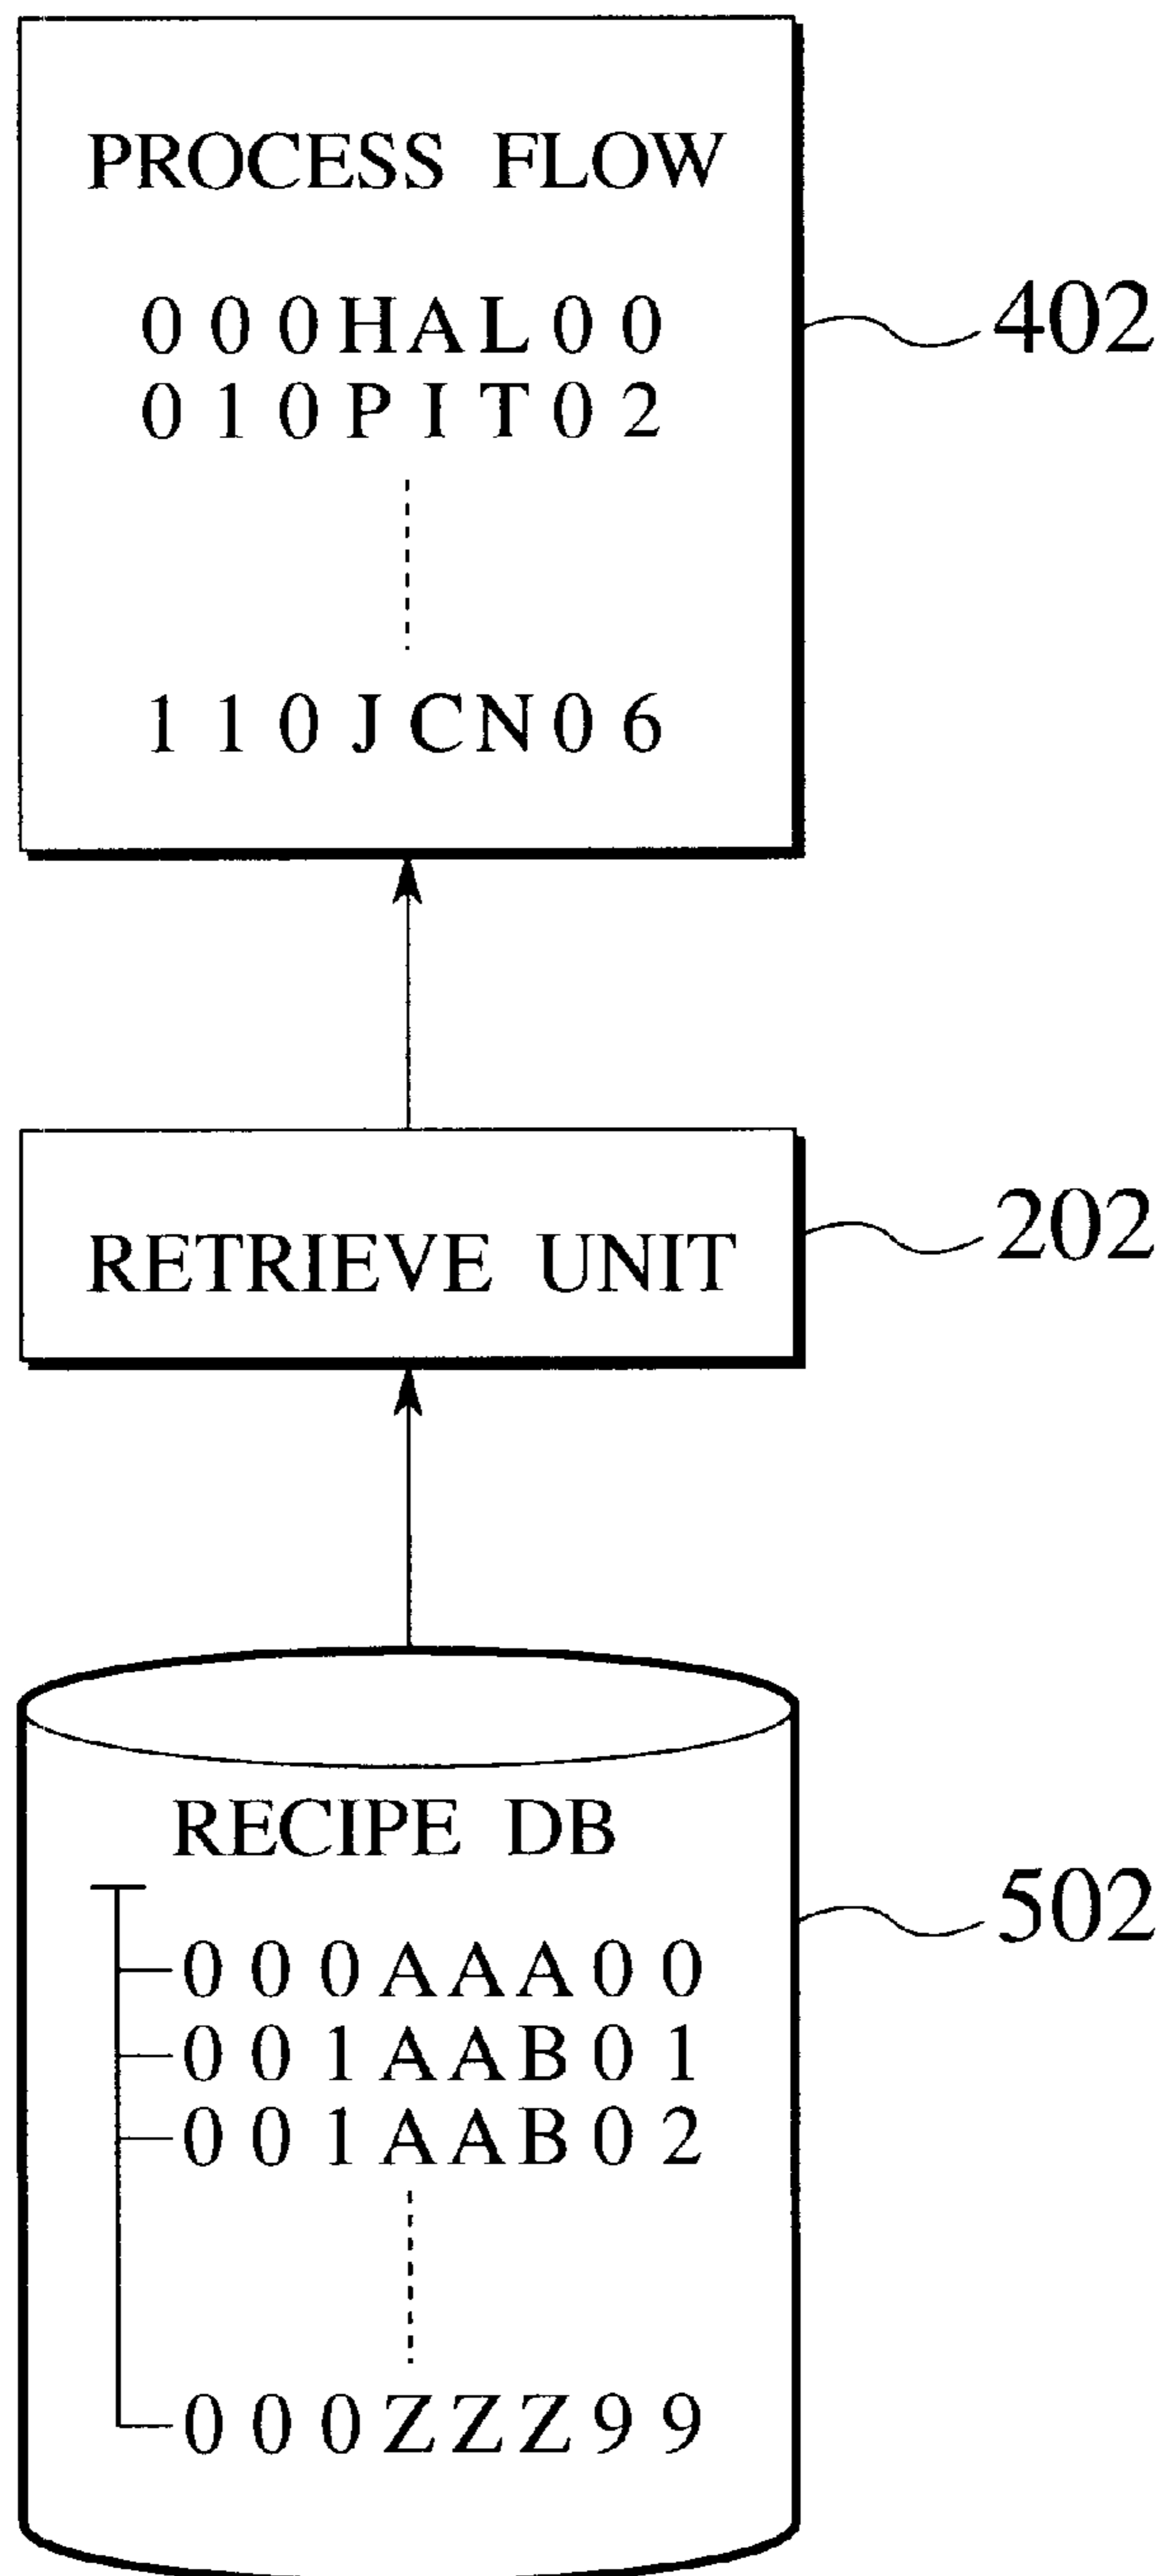 PROCESS FLOW
000HAL00
010PIT02
110JCN06
402
RETRIEVE UNIT
202
RECIPE DB
502
000AAA00
001AAB01
001AAB02
000ZZZ99